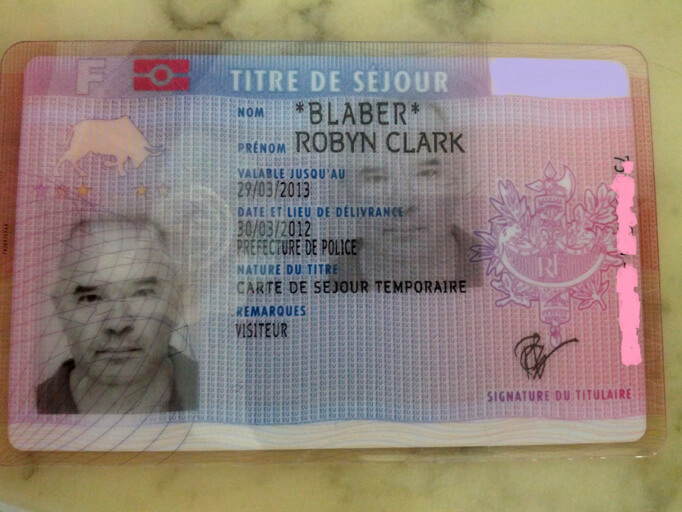 F TITRE DE SÉJOUR
NOM *BLABER*
PRÉNOM ROBYN CLARK
VALABLE JUSQU'AU
29/03/2013
DATE ET LIEU DE DÉLIVRANCE
30/03/2012
PREFECTURE DE POLICE
NATURE DU TITRE
CARTE DE SEJOUR TEMPORAIRE
REMARQUES
VISITEUR
RF
SIGNATURE DU TITULAIRE